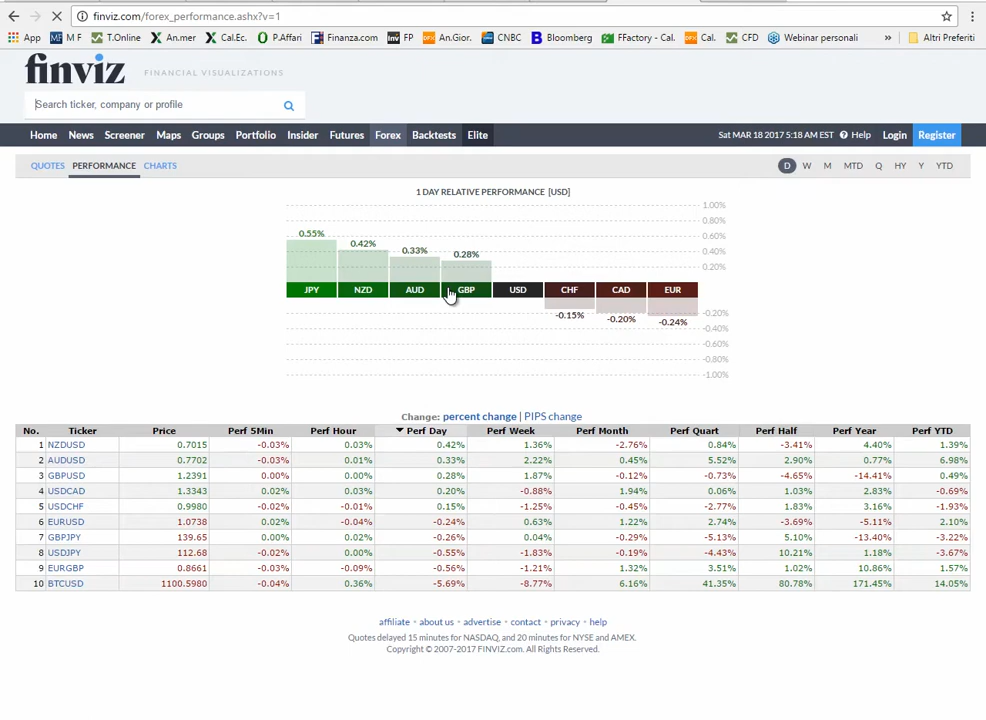 finviz.com/forex_performance.ashx?v=1
App MF M F T.Online An.mer Cal.Ec. P.Affari Finanza.com Inv FP An.Gior. CNBC Bloomberg FFactory - Cal. Cal. CFD Webinar personali » Altri Preferiti
finviz FINANCIAL VISUALIZATIONS
Search ticker, company or profile
Home News Screener Maps Groups Portfolio Insider Futures Forex Backtests Elite Sat MAR 18 2017 5:18 AM EST Help Login Register
QUOTES PERFORMANCE CHARTS D W M MTD Q HY Y YTD
1 DAY RELATIVE PERFORMANCE [USD]
1.00%
0.80%
0.60%
0.40%
0.20%
0.55% 0.42% 0.33% 0.28%
JPY NZD AUD GBP USD CHF CAD EUR
-0.15% -0.20% -0.24%
-0.20%
-0.40%
-0.60%
-0.80%
-1.00%
Change: percent change | PIPS change
No. Ticker Price Perf 5Min Perf Hour Perf Day Perf Week Perf Month Perf Quart Perf Half Perf Year Perf YTD
1 NZDUSD 0.7015 -0.03% 0.03% 0.42% 1.36% -2.76% 0.84% -3.41% 4.40% 1.39%
2 AUDUSD 0.7702 -0.03% 0.01% 0.33% 2.22% 0.45% 5.52% 2.90% 0.77% 6.98%
3 GBPUSD 1.2391 0.00% 0.00% 0.28% 1.87% -0.12% -0.73% -4.65% -14.41% 0.49%
4 USDCAD 1.3343 0.02% 0.03% 0.20% -0.88% 1.94% 0.06% 1.03% 2.83% -0.69%
5 USDCHF 0.9980 -0.02% -0.01% 0.15% -1.25% -0.45% -2.77% 1.83% 3.16% -1.93%
6 EURUSD 1.0738 0.02% -0.04% -0.24% 0.63% 1.22% 2.74% -3.69% -5.11% 2.10%
7 GBPJPY 139.65 0.00% 0.02% -0.26% 0.04% -0.29% -5.13% 5.10% -13.40% -3.22%
8 USDJPY 112.68 -0.02% 0.00% -0.55% -1.83% -0.19% -4.43% 10.21% 1.18% -3.67%
9 EURGBP 0.8661 -0.03% -0.09% -0.56% -1.21% 1.32% 3.51% 1.02% 10.86% 1.57%
10 BTCUSD 1100.5980 -0.04% 0.36% -5.69% -8.77% 6.16% 41.35% 80.78% 171.45% 14.05%
affiliate • about us • advertise • contact • privacy • help
Quotes delayed 15 minutes for NASDAQ, and 20 minutes for NYSE and AMEX.
Copyright © 2007-2017 FINVIZ.com. All Rights Reserved.